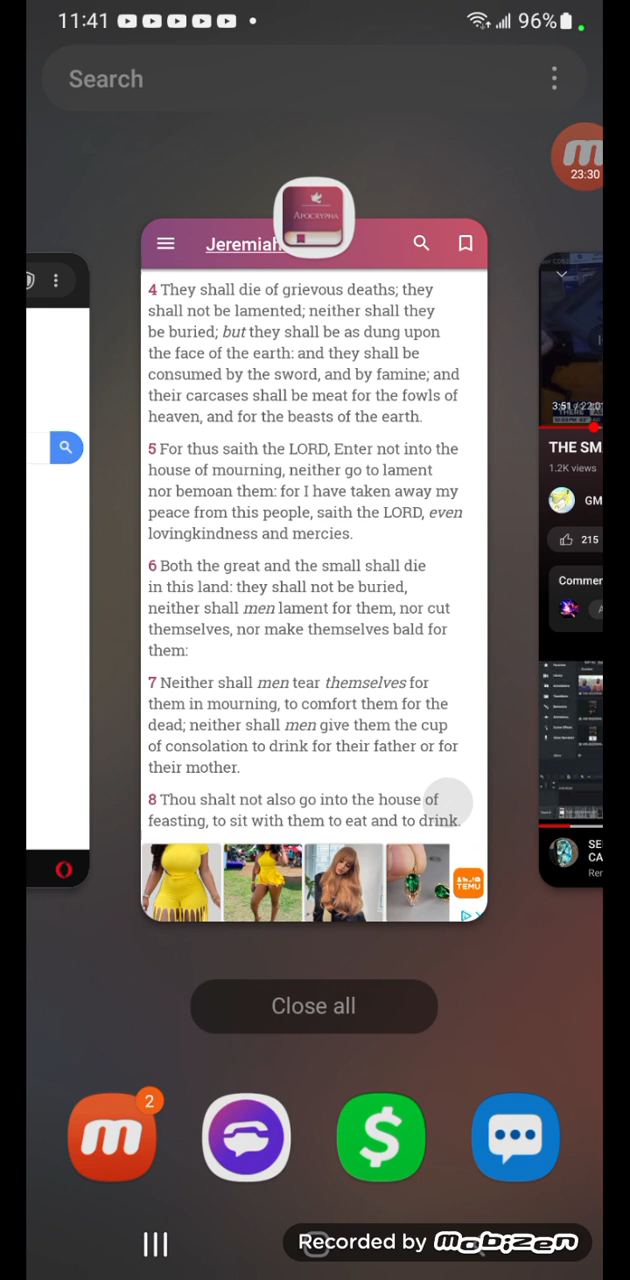 11:41
96%
Search
23:30
APOCRYPHA
Jeremiah
4 They shall die of grievous deaths; they
shall not be lamented; neither shall they
be buried; but they shall be as dung upon
the face of the earth: and they shall be
consumed by the sword, and by famine; and
their carcases shall be meat for the fowls of
heaven, and for the beasts of the earth.
5 For thus saith the LORD, Enter not into the
house of mourning, neither go to lament
nor bemoan them: for I have taken away my
peace from this people, saith the LORD, even
lovingkindness and mercies.
6 Both the great and the small shall die
in this land: they shall not be buried,
neither shall men lament for them, nor cut
themselves, nor make themselves bald for
them:
7 Neither shall men tear themselves for
them in mourning, to comfort them for the
dead; neither shall men give them the cup
of consolation to drink for their father or for
their mother.
8 Thou shalt not also go into the house of
feasting, to sit with them to eat and to drink.
TEMU
3:51 / 22:0
THE SM
1.2K views
GM
215
Commen
SE
CA
Rer
Close all
2
m
Recorded by mobizen